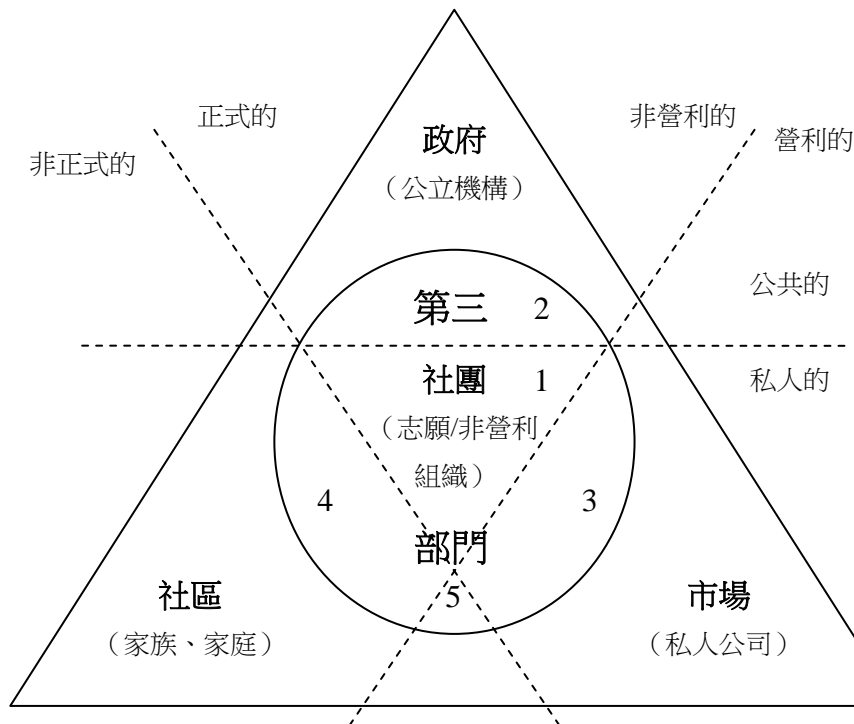 正式的
非營利的
營利的
非正式的
政府
（公立機構）
公共的
第三
2
私人的
社團
1
（志願/非營利
組織）
4
3
部門
5
社區
（家族、家庭）
市場
（私人公司）